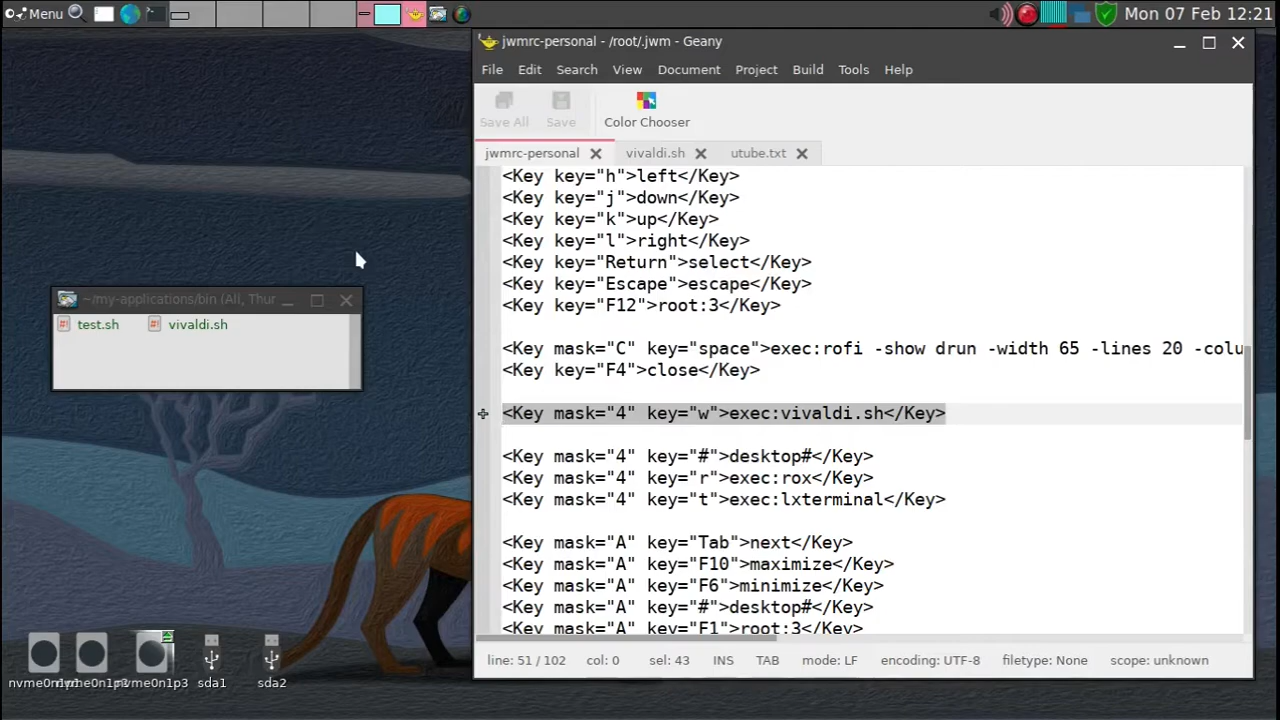 Menu
Mon 07 Feb 12:21
jwmrc-personal - /root/.jwm - Geany
File Edit Search View Document Project Build Tools Help
Save All Save Color Chooser
jwmrc-personal vivaldi.sh utube.txt
<Key key="h">left</Key>
<Key key="j">down</Key>
<Key key="k">up</Key>
<Key key="l">right</Key>
<Key key="Return">select</Key>
<Key key="Escape">escape</Key>
<Key key="F12">root:3</Key>
<Key mask="C" key="space">exec:rofi -show drun -width 65 -lines 20 -colu
<Key key="F4">close</Key>
<Key mask="4" key="w">exec:vivaldi.sh</Key>
<Key mask="4" key="#">desktop#</Key>
<Key mask="4" key="r">exec:rox</Key>
<Key mask="4" key="t">exec:lxterminal</Key>
<Key mask="A" key="Tab">next</Key>
<Key mask="A" key="F10">maximize</Key>
<Key mask="A" key="F6">minimize</Key>
<Key mask="A" key="#">desktop#</Key>
<Key mask="A" key="F1">root:3</Key>
line: 51 / 102 col: 0 sel: 43 INS TAB mode: LF encoding: UTF-8 filetype: None scope: unknown
~/my-applications/bin (All, Thur
test.sh vivaldi.sh
nvme0n1p3 sda1 sda2